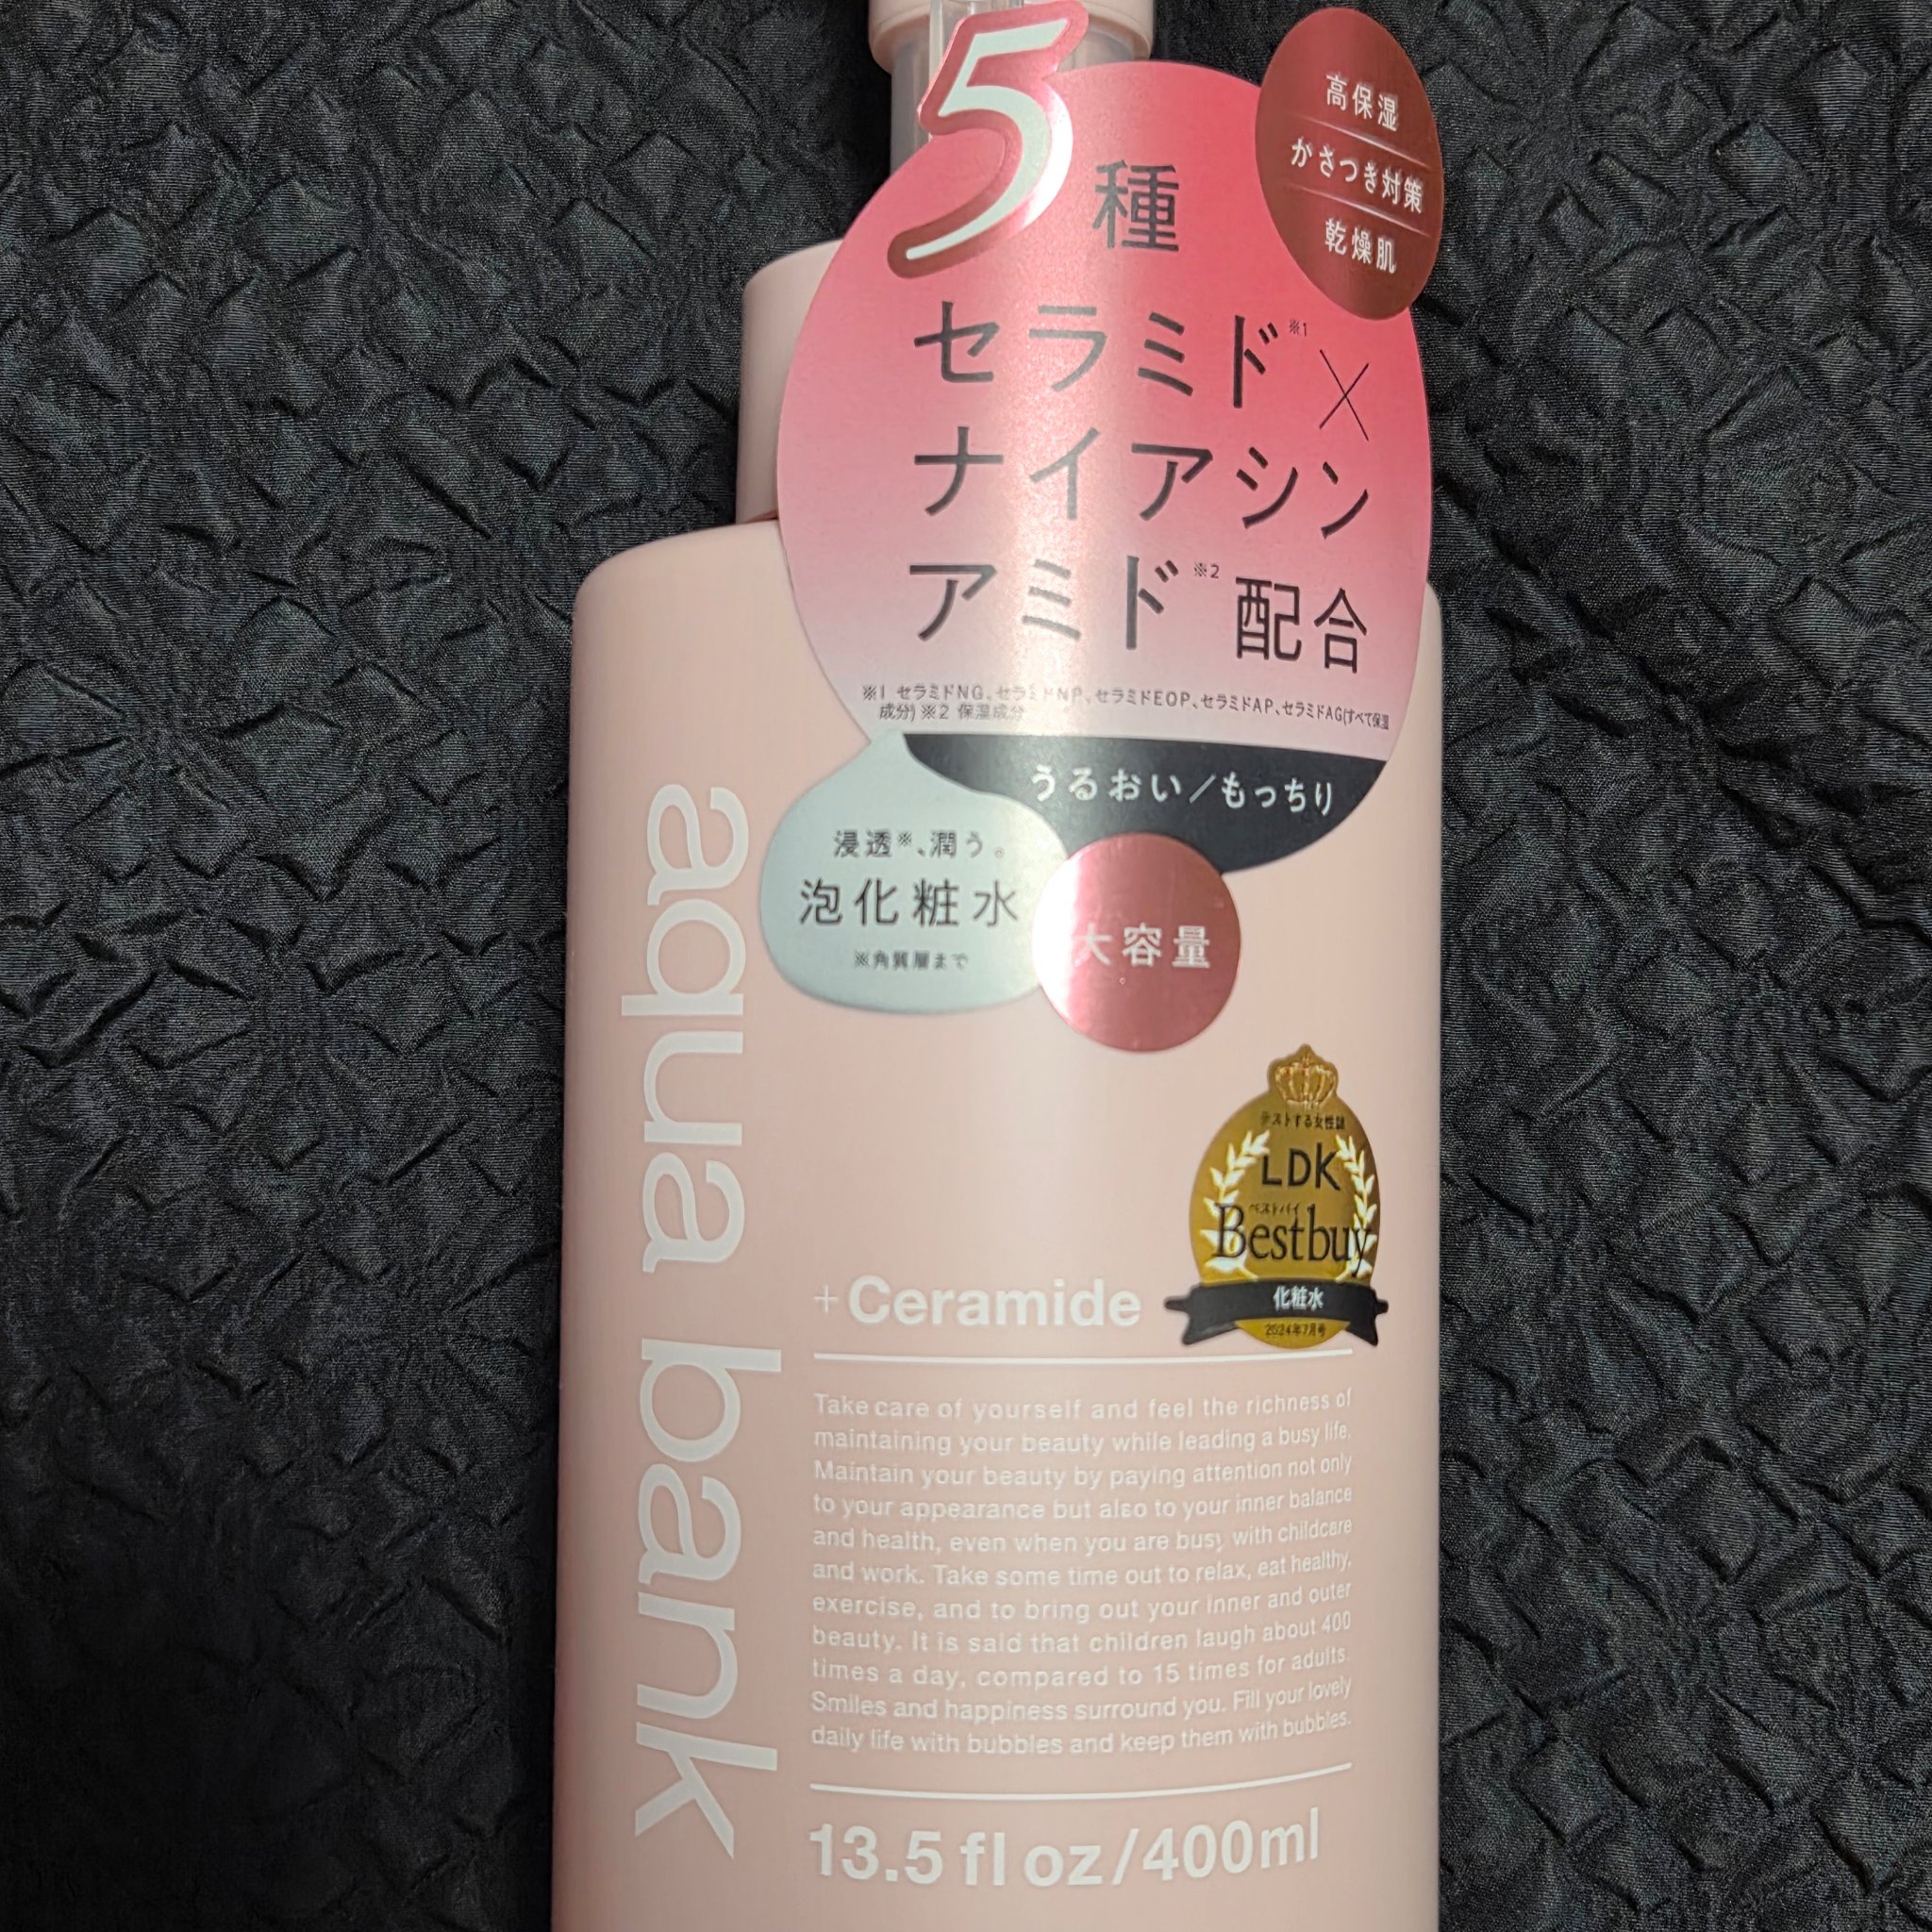 5種
セラミド※1×
ナイアシン
アミド※2配合
※1 セラミドNG、セラミドNP、セラミドEOP、セラミドAP、セラミドAG(すべて保湿
成分) ※2 保湿成分
高保湿
かさつき対策
乾燥肌
うるおい/もっちり
浸透※、潤う。
泡化粧水
※角質層まで
大容量
aqua bank
テストする女性誌
LDK
ベストバイ
Bestbuy
化粧水
2024年7月号
+Ceramide
Take care of yourself and feel the richness of
maintaining your beauty while leading a busy life.
Maintain your beauty by paying attention not only
to your appearance but also to your inner balance
and health, even when you are busy with childcare
and work. Take some time out to relax, eat healthy,
exercise, and to bring out your inner and outer
beauty. It is said that children laugh about 400
times a day, compared to 15 times for adults.
Smiles and happiness surround you. Fill your lovely
daily life with bubbles and keep them with bubbles.
13.5 fl oz/400ml